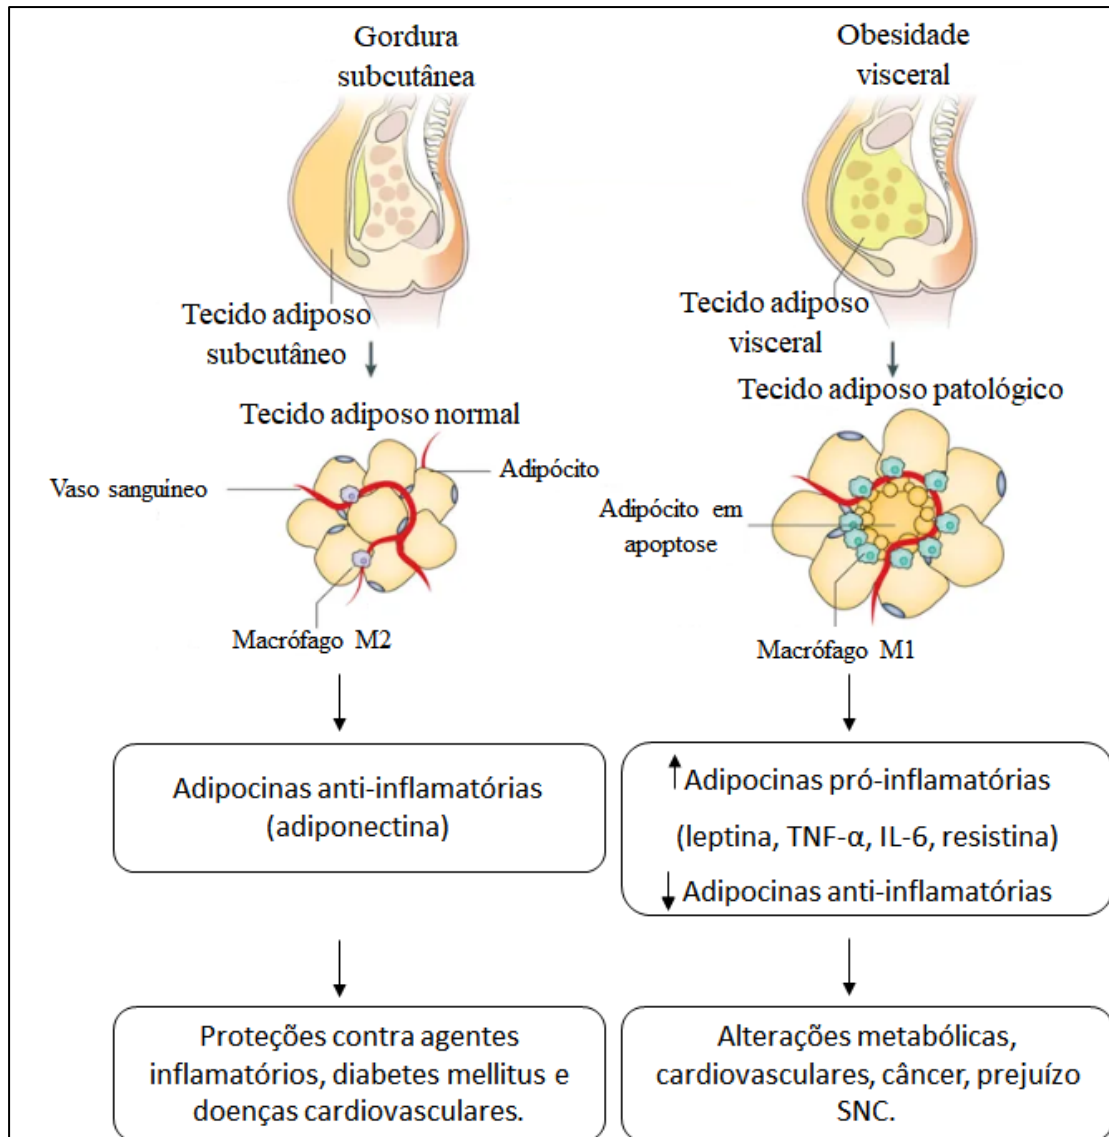 Gordura
subcutânea
Tecido adiposo
subcutâneo
Tecido adiposo normal
Vaso sanguíneo
Adipócito
Macrófago M2
Adipocinas anti-inflamatórias
(adiponectina)
Proteções contra agentes
inflamatórios, diabetes mellitus e
doenças cardiovasculares.
Obesidade
visceral
Tecido adiposo
visceral
Tecido adiposo patológico
Adipócito em
apoptose
Macrófago M1
↑Adipocinas pró-inflamatórias
(leptina, TNF-α, IL-6, resistina)
↓ Adipocinas anti-inflamatórias
Alterações metabólicas,
cardiovasculares, câncer, prejuízo
SNC.